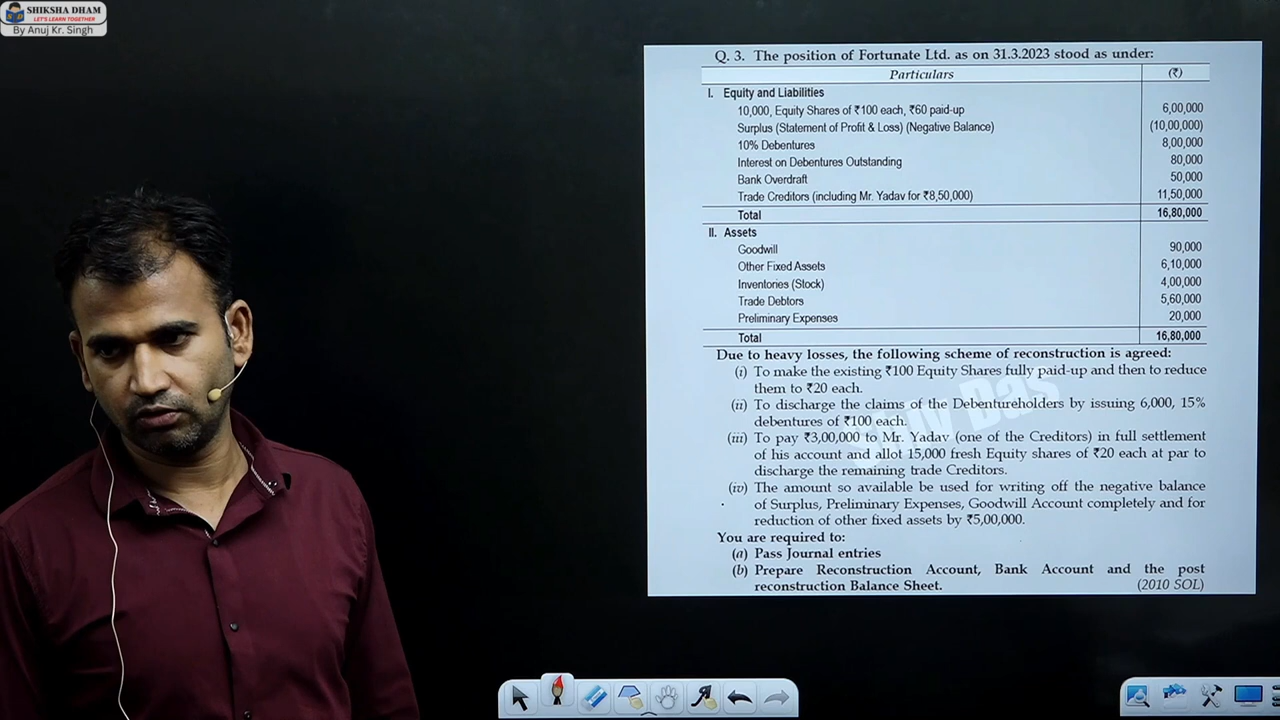 SHIKSHA DHAM
LET'S LEARN TOGETHER
By Anuj Kr. Singh
Q. 3. The position of Fortunate Ltd. as on 31.3.2023 stood as under:
Particulars (₹)
I. Equity and Liabilities
10,000, Equity Shares of ₹100 each, ₹60 paid-up 6,00,000
Surplus (Statement of Profit & Loss) (Negative Balance) (10,00,000)
10% Debentures 8,00,000
Interest on Debentures Outstanding 80,000
Bank Overdraft 50,000
Trade Creditors (including Mr. Yadav for ₹8,50,000) 11,50,000
Total 16,80,000
II. Assets
Goodwill 90,000
Other Fixed Assets 6,10,000
Inventories (Stock) 4,00,000
Trade Debtors 5,60,000
Preliminary Expenses 20,000
Total 16,80,000
Due to heavy losses, the following scheme of reconstruction is agreed:
(i) To make the existing ₹100 Equity Shares fully paid-up and then to reduce
them to ₹20 each.
(ii) To discharge the claims of the Debentureholders by issuing 6,000, 15%
debentures of ₹100 each.
(iii) To pay ₹3,00,000 to Mr. Yadav (one of the Creditors) in full settlement
of his account and allot 15,000 fresh Equity shares of ₹20 each at par to
discharge the remaining trade Creditors.
(iv) The amount so available be used for writing off the negative balance
of Surplus, Preliminary Expenses, Goodwill Account completely and for
reduction of other fixed assets by ₹5,00,000.
You are required to:
(a) Pass Journal entries
(b) Prepare Reconstruction Account, Bank Account and the post
reconstruction Balance Sheet. (2010 SOL)